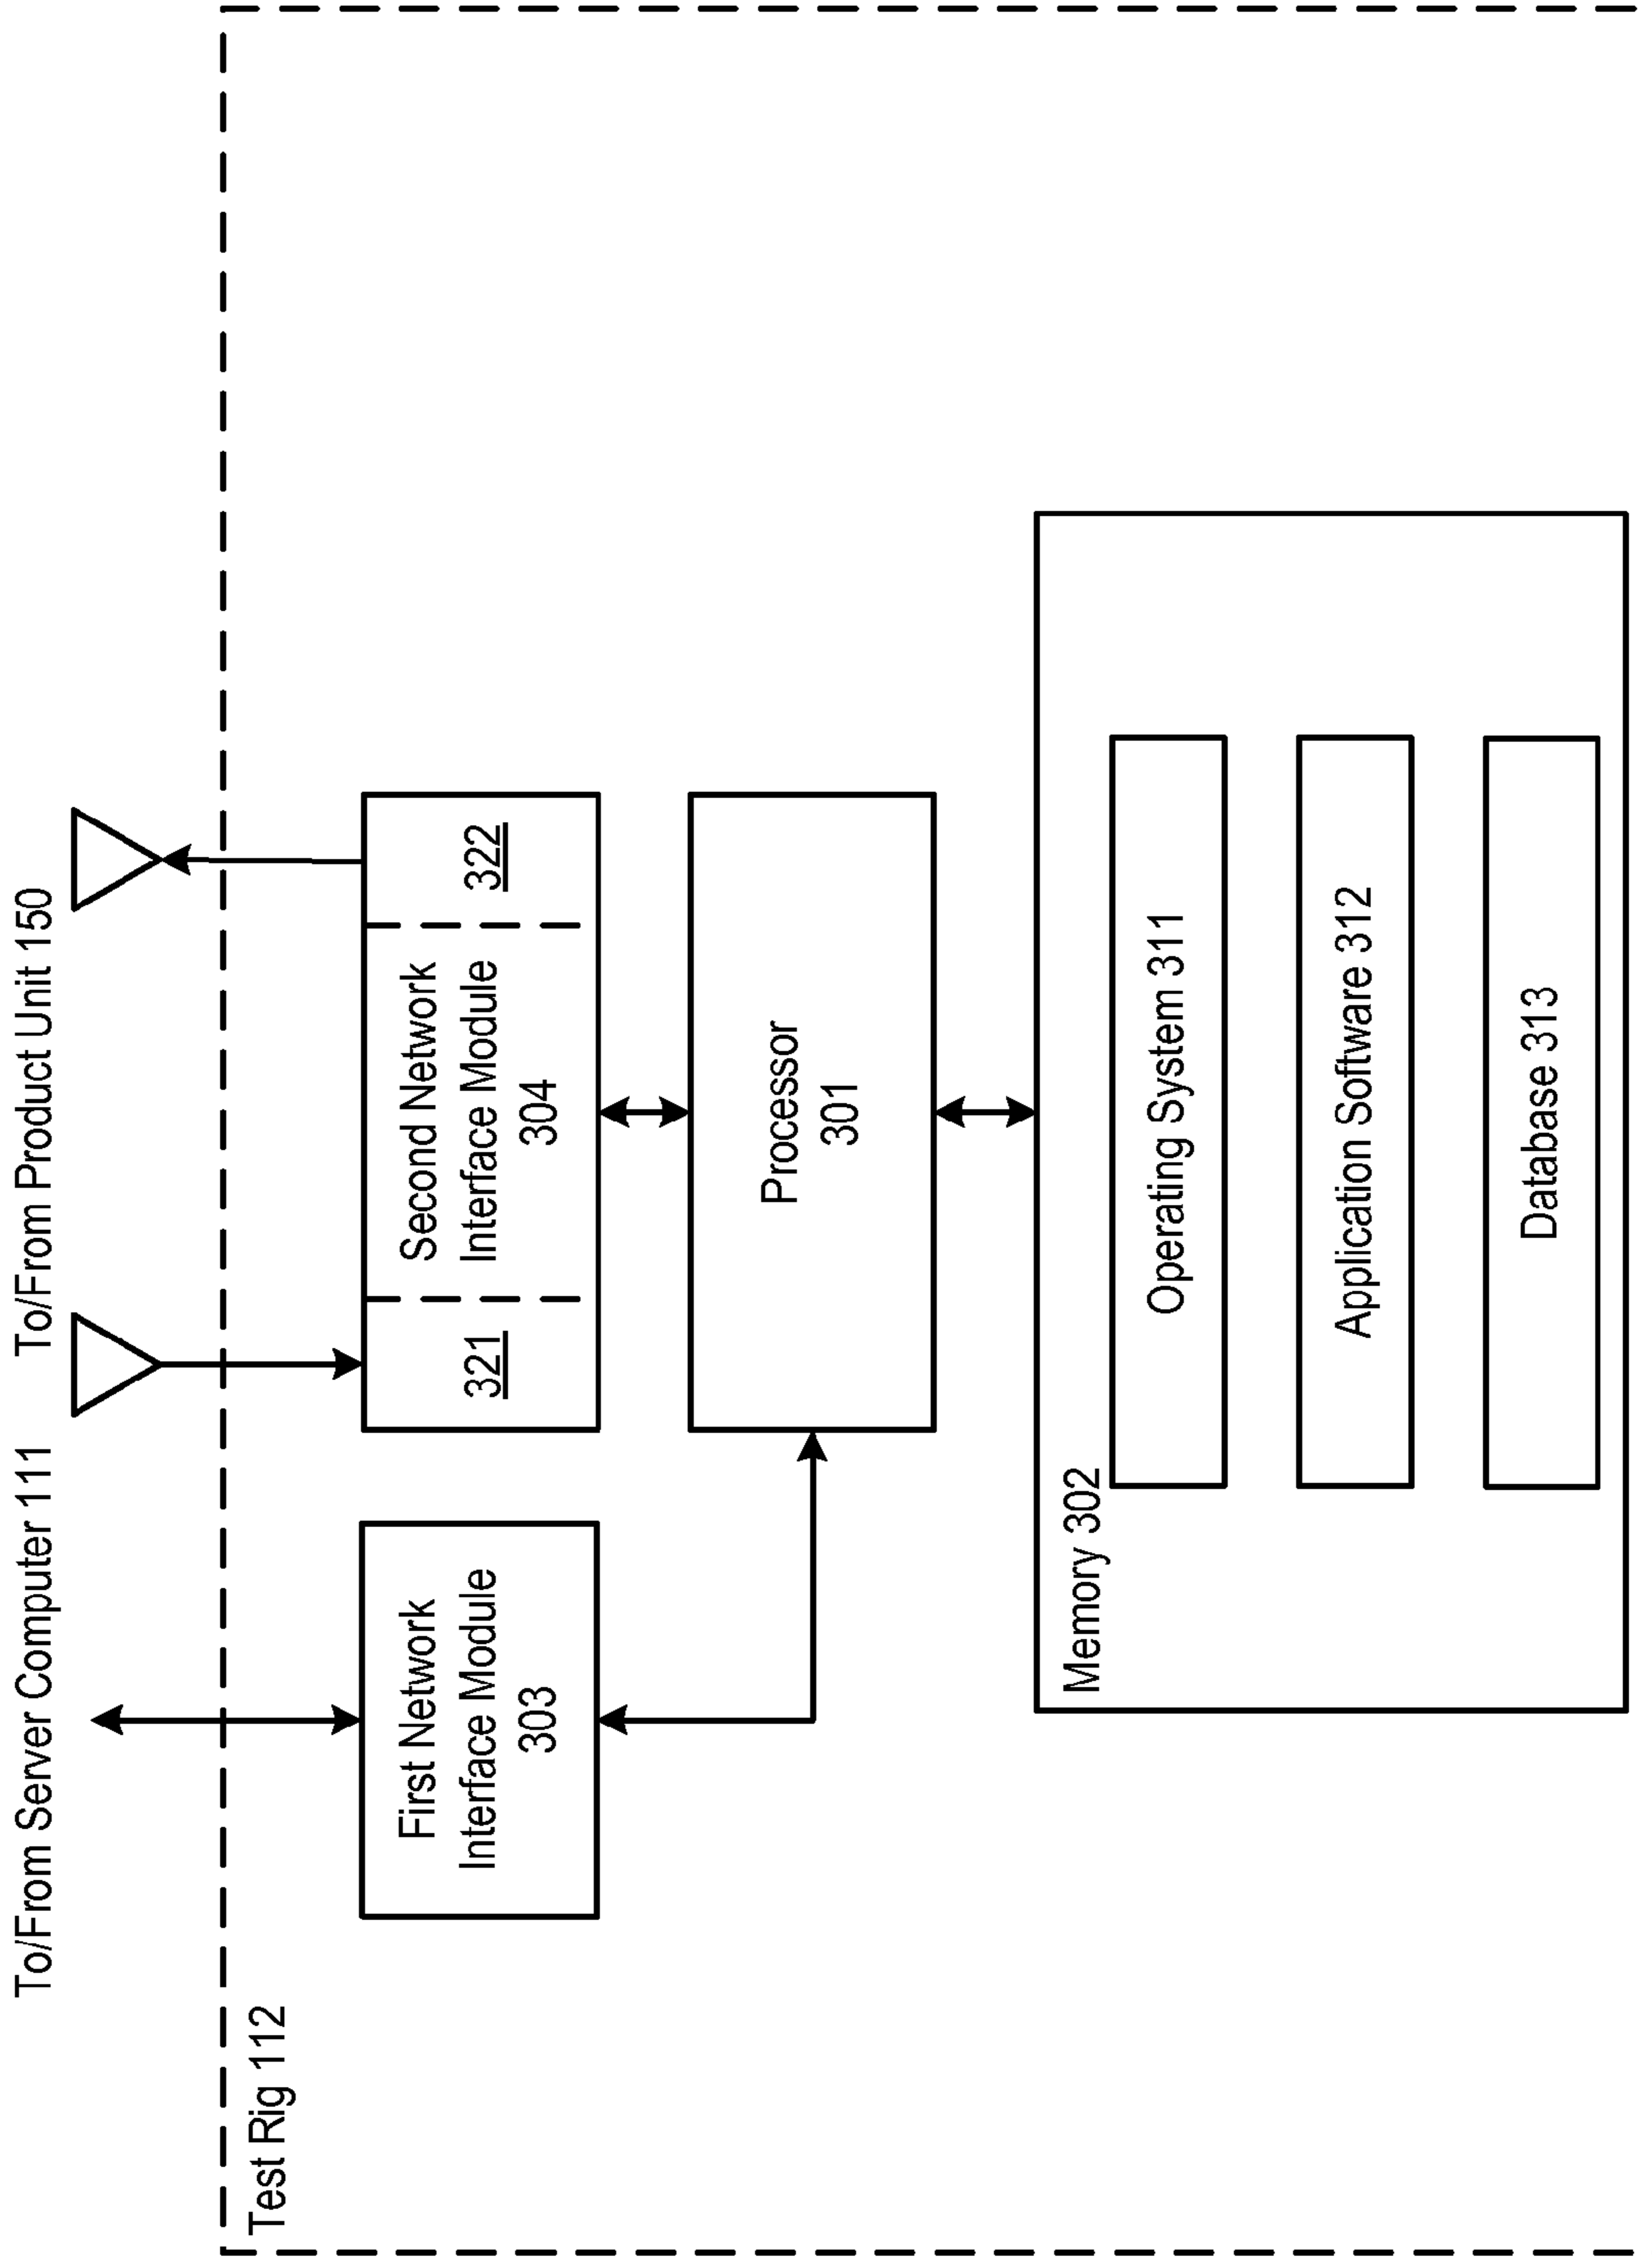 To/From Server Computer 111
To/From Product Unit 150
Test Rig 112
First Network
Interface Module
303
321
Second Network
Interface Module
304
322
Processor
301
Memory 302
Operating System 311
Application Software 312
Database 313